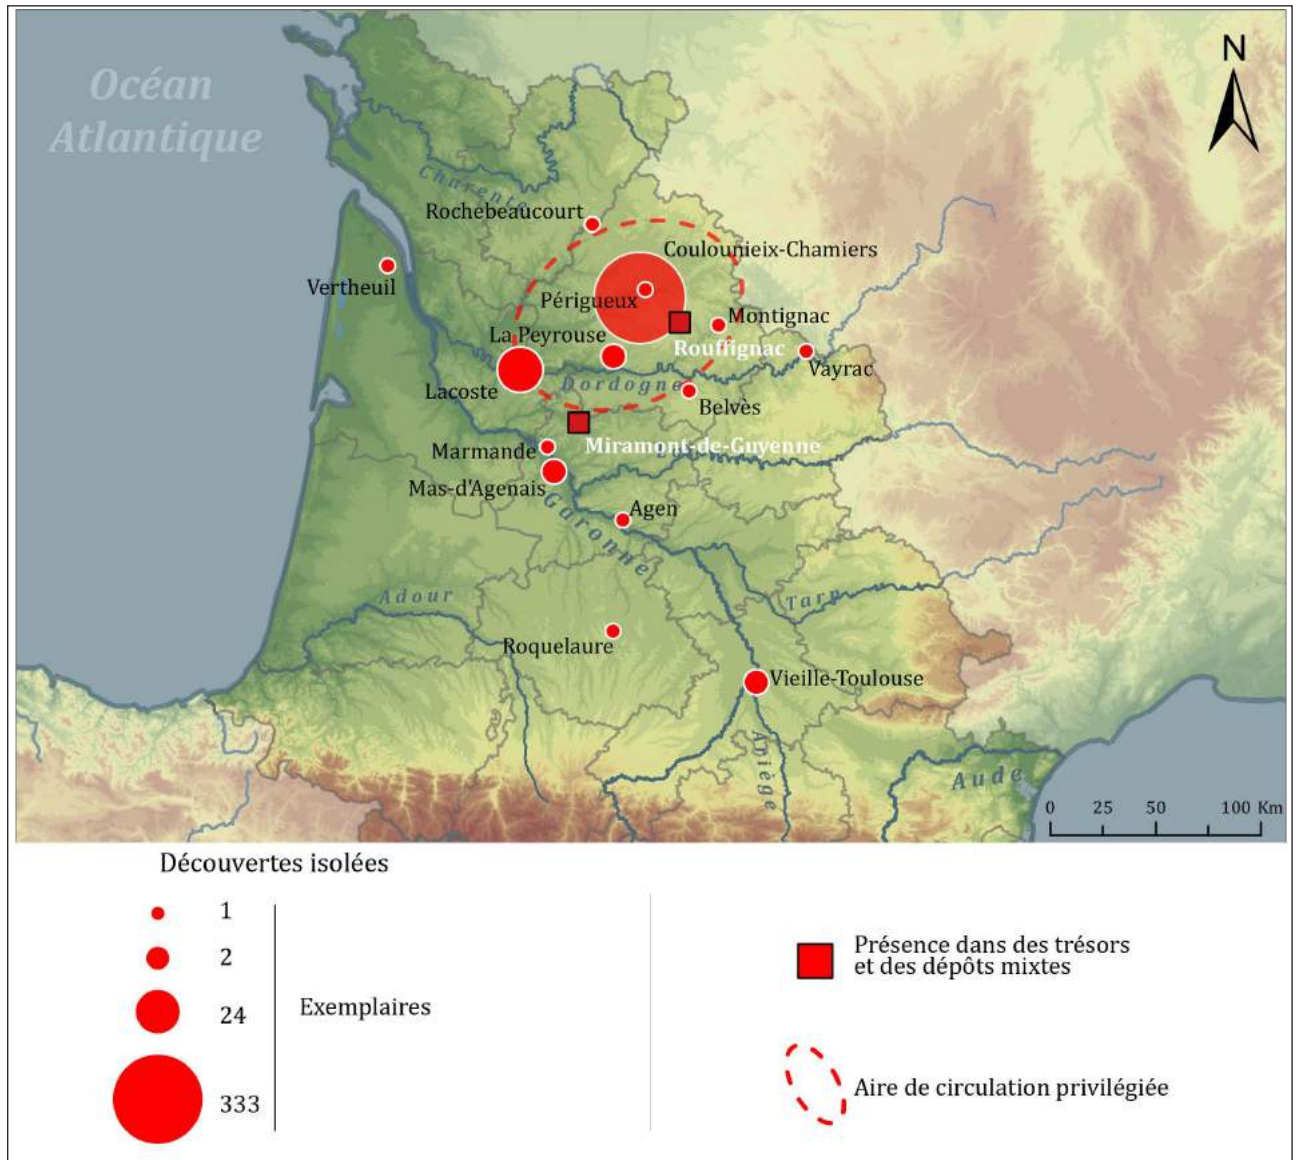 Océan
Atlantique
N
Charente
Rochebeaucourt
Coulounieix-Chamiers
Vertheuil
Périgueux
Montignac
La Peyrouse
Rouffignac
Vayrac
Lacoste
Dordogne
Belvès
Marmande
Miramont-de-Guyenne
Mas-d'Agenais
Garonne
Agen
Adour
Tarn
Roquelaure
Vieille-Toulouse
Ariège
Aude
0 25 50 100 Km
Découvertes isolées
1
2
24
333
Exemplaires
Présence dans des trésors
et des dépôts mixtes
Aire de circulation privilégiée